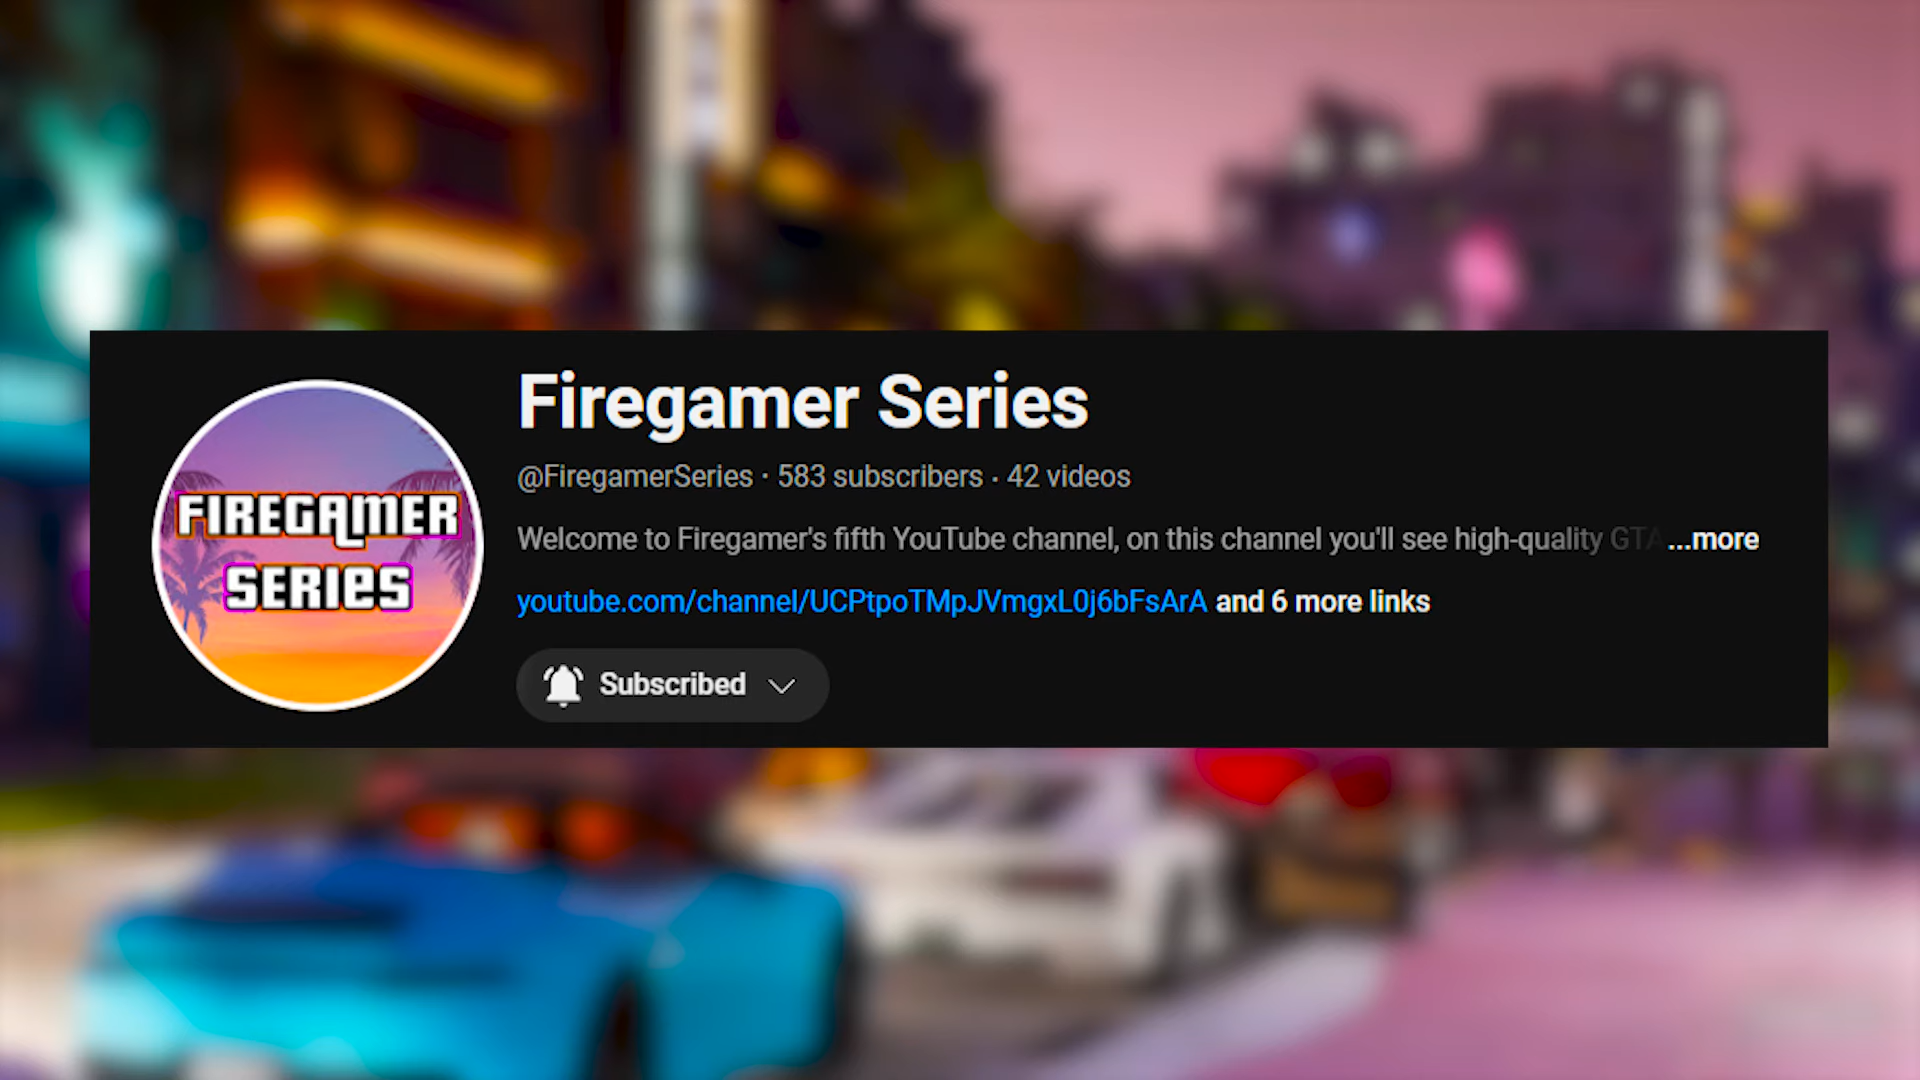 FIREGAMER
SERIES
Firegamer Series
@FiregamerSeries · 583 subscribers · 42 videos
Welcome to Firegamer's fifth YouTube channel, on this channel you'll see high-quality GTA ...more
youtube.com/channel/UCPtpoTMpJVmgxL0j6bFsArA and 6 more links
Subscribed